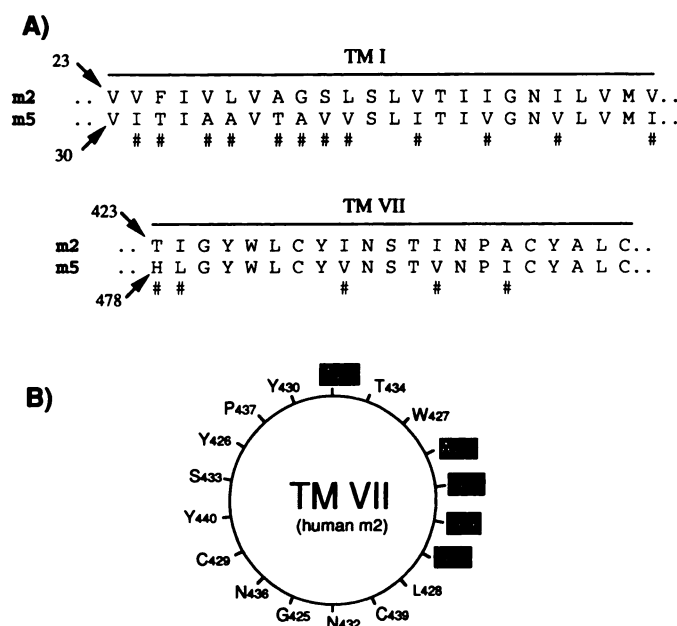 A)
23
TM I
m2 .. V V F I V L V A G S L S L V T I I G N I L V M V ..
m5 .. V I T I A A V T A V V S L I T I V G N V L V M I ..
# # # # # # # # # # # #
30
423
TM VII
m2 .. T I G Y W L C Y I N S T I N P A C Y A L C ..
m5 .. H L G Y W L C Y V N S T V N P I C Y A L C ..
# # # # #
478
B)
Y430
T434
P437
W427
Y426
S433
TM VII
(human m2)
Y440
C429
L428
N436
C439
G425
N432